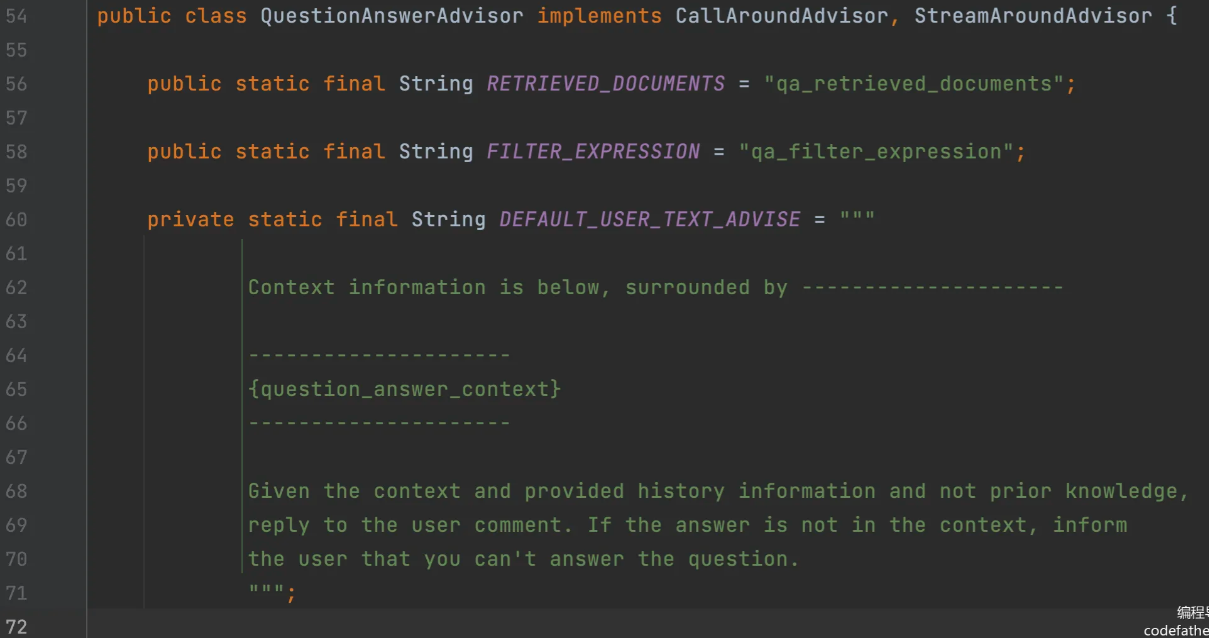 54 public class QuestionAnswerAdvisor implements CallAroundAdvisor, StreamAroundAdvisor {
55
56 public static final String RETRIEVED_DOCUMENTS = "qa_retrieved_documents";
57
58 public static final String FILTER_EXPRESSION = "qa_filter_expression";
59
60 private static final String DEFAULT_USER_TEXT_ADVISE = """
61
62 Context information is below, surrounded by ---------------------
63
64 ---------------------
65 {question_answer_context}
66 ---------------------
67
68 Given the context and provided history information and not prior knowledge,
69 reply to the user comment. If the answer is not in the context, inform
70 the user that you can't answer the question.
71 """;
72
编程
codefathe